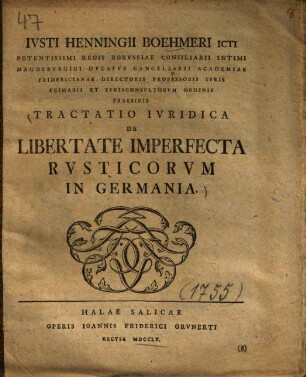 47
8
IVSTI HENNINGII BOEHMERI ICTI
POTENTISSIMI REGIS BORVSSIAE CONSILIARII INTIMI
MAGDEBVRGICI DVCATVS CANCELLARII ACADEMIAE
FRIDERICIANAE DIRECTORIS PROFESSORIS IVRIS
PRIMARII ET IVRISCONSVLTORVM ORDINIS
PRAESIDIS
TRACTATIO IVRIDICA
DE
LIBERTATE IMPERFECTA
RVSTICORVM
IN GERMANIA.
(1755)
HALAE SALICAE
OPERIS IOANNIS FRIDERICI GRVNERTI
RECVSA MDCCLV.
(8)